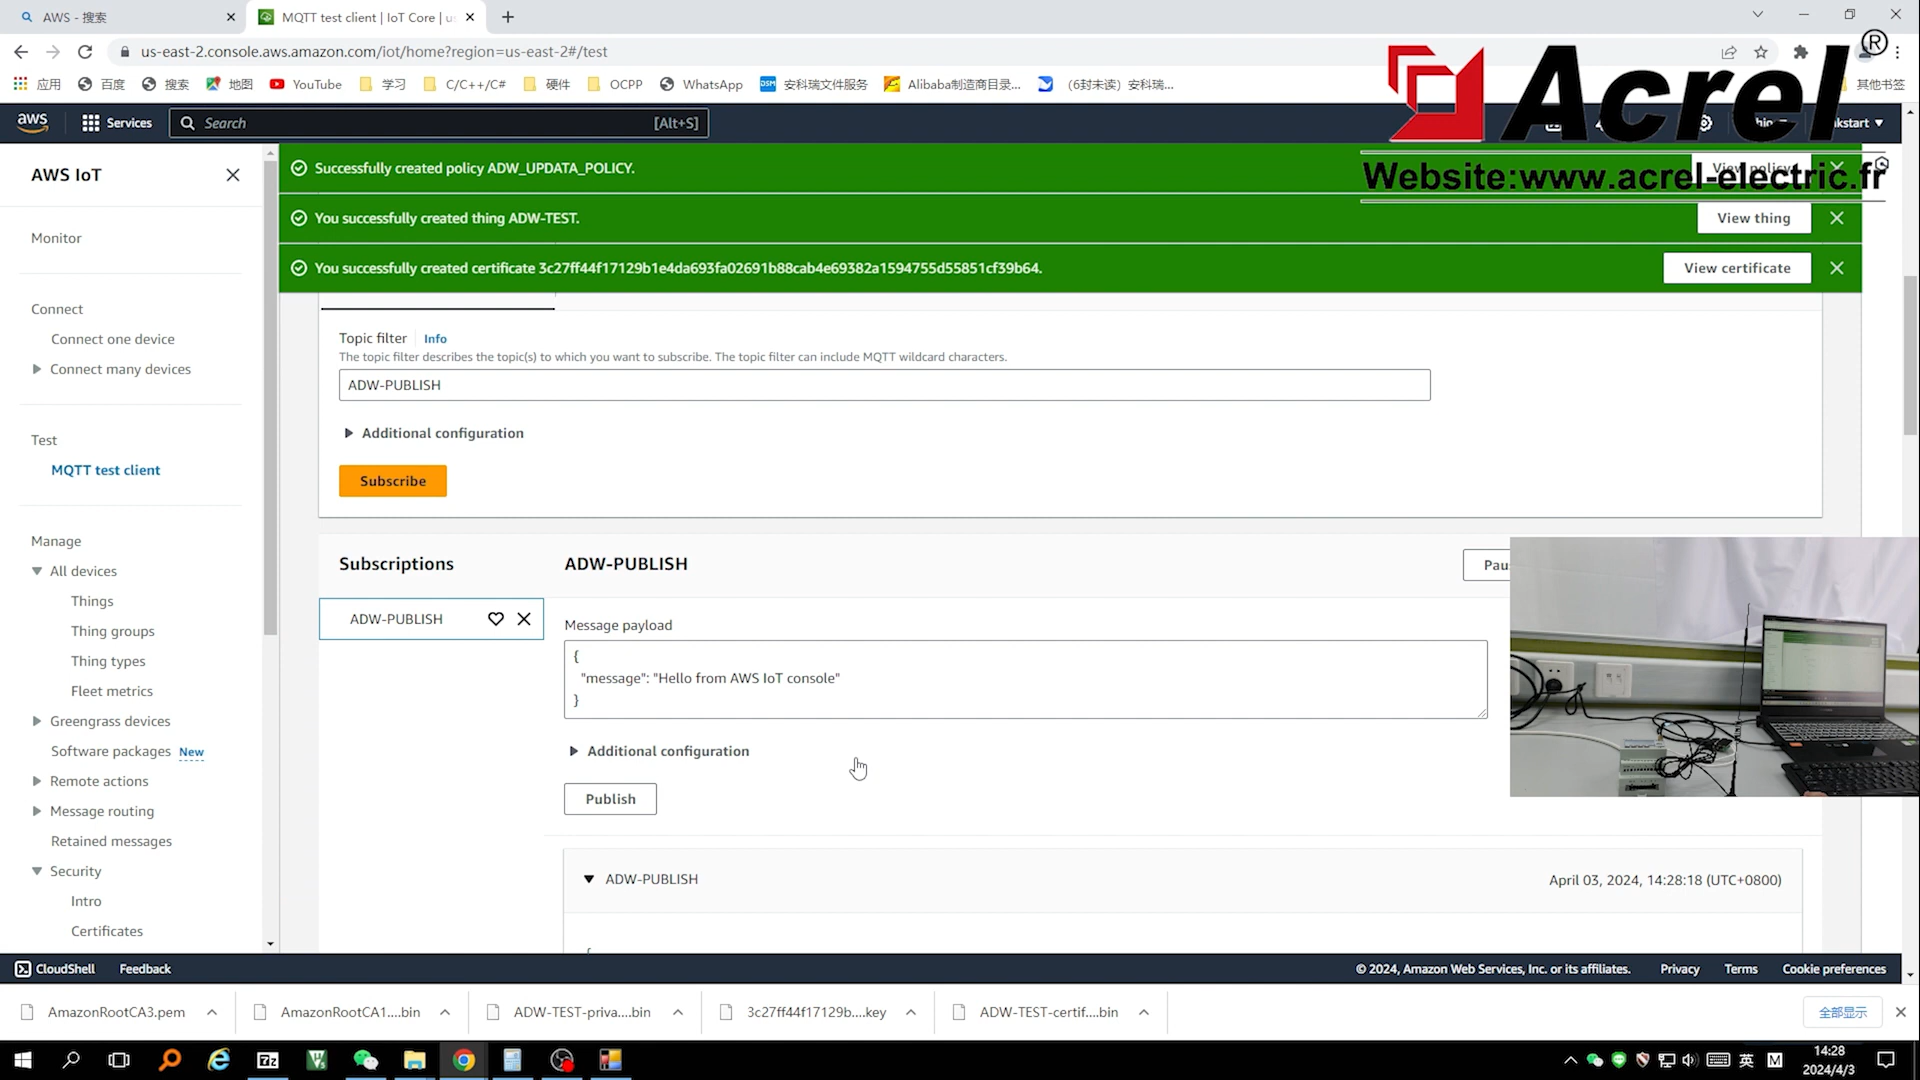 AWS - 搜索
MQTT test client | IoT Core | us
us-east-2.console.aws.amazon.com/iot/home?region=us-east-2#/test
应用
百度
搜索
地图
YouTube
学习
C/C++/C#
硬件
OCPP
WhatsApp
安科瑞文件服务
Alibaba制造商目录...
(6封未读) 安科瑞...
其他书签
Acrel®
Website:www.acrel-electric.fr
aws
Services
Search
[Alt+S]
AWS IoT
Monitor
Connect
Connect one device
Connect many devices
Test
MQTT test client
Manage
All devices
Things
Thing groups
Thing types
Fleet metrics
Greengrass devices
Software packages New
Remote actions
Message routing
Retained messages
Security
Intro
Certificates
Successfully created policy ADW_UPDATA_POLICY.
View policy
You successfully created thing ADW-TEST.
View thing
You successfully created certificate 3c27ff44f17129b1e4da693fa02691b88cab4e69382a1594755d55851cf39b64.
View certificate
Topic filter
Info
The topic filter describes the topic(s) to which you want to subscribe. The topic filter can include MQTT wildcard characters.
ADW-PUBLISH
Additional configuration
Subscribe
Subscriptions
ADW-PUBLISH
Pau
ADW-PUBLISH
Message payload
{
"message": "Hello from AWS IoT console"
}
Additional configuration
Publish
ADW-PUBLISH
April 03, 2024, 14:28:18 (UTC+0800)
{
CloudShell
Feedback
© 2024, Amazon Web Services, Inc. or its affiliates.
Privacy
Terms
Cookie preferences
AmazonRootCA3.pem
AmazonRootCA1....bin
ADW-TEST-priva....bin
3c27ff44f17129b....key
ADW-TEST-certif....bin
全部显示
英
M
14:28
2024/4/3